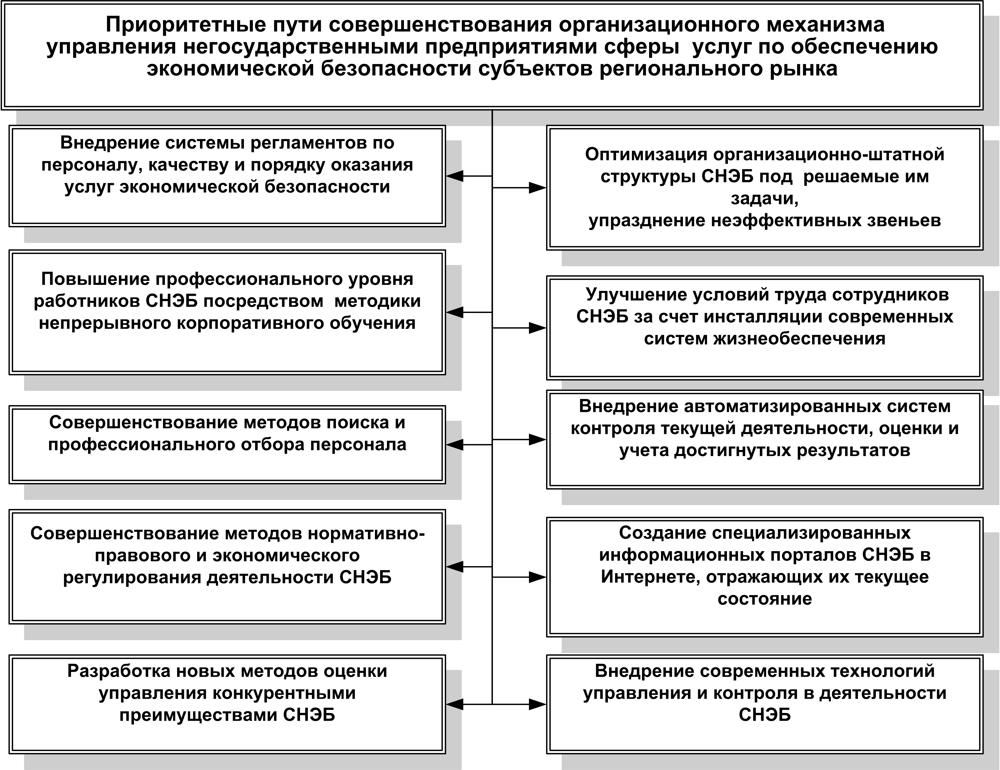 Приоритетные пути совершенствования организационного механизма
управления негосударственными предприятиями сферы услуг по обеспечению
экономической безопасности субъектов регионального рынка
Внедрение системы регламентов по
персоналу, качеству и порядку оказания
услуг экономической безопасности
Оптимизация организационно-штатной
структуры СНЭБ под решаемые им
задачи,
упразднение неэффективных звеньев
Повышение профессионального уровня
работников СНЭБ посредством методики
непрерывного корпоративного обучения
Улучшение условий труда сотрудников
СНЭБ за счет инсталляции современных
систем жизнеобеспечения
Совершенствование методов поиска и
профессионального отбора персонала
Внедрение автоматизированных систем
контроля текущей деятельности, оценки и
учета достигнутых результатов
Совершенствование методов нормативно-
правового и экономического
регулирования деятельности СНЭБ
Создание специализированных
информационных порталов СНЭБ в
Интернете, отражающих их текущее
состояние
Разработка новых методов оценки
управления конкурентными
преимуществами СНЭБ
Внедрение современных технологий
управления и контроля в деятельности
СНЭБ